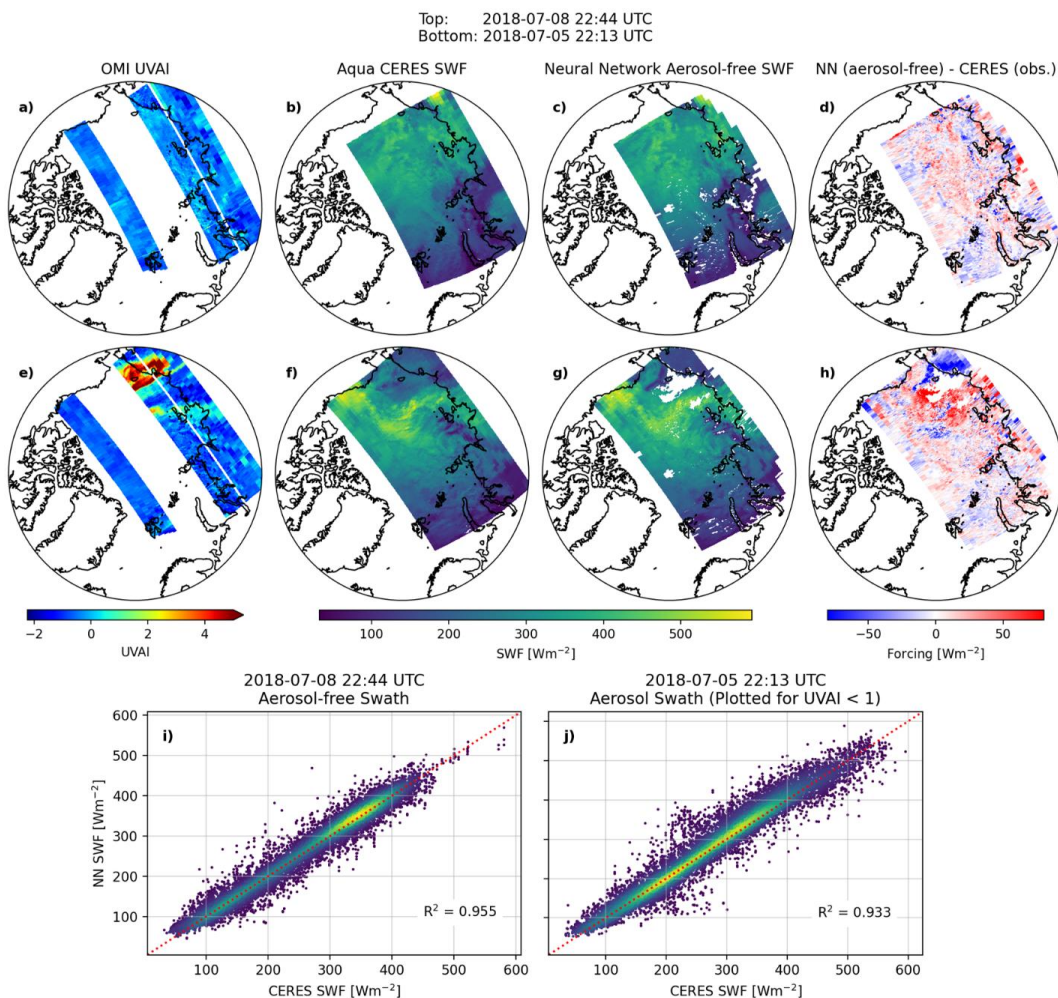 Top: 2018-07-08 22:44 UTC
Bottom: 2018-07-05 22:13 UTC
OMI UVAI
Aqua CERES SWF
Neural Network Aerosol-free SWF
NN (aerosol-free) - CERES (obs.)
a)
b)
c)
d)
e)
f)
g)
h)
−2 0 2 4
UVAI
100 200 300 400 500
SWF [Wm⁻²]
−50 0 50
Forcing [Wm⁻²]
2018-07-08 22:44 UTC
Aerosol-free Swath
i)
600
500
400
300
200
100
NN SWF [Wm⁻²]
R² = 0.955
100 200 300 400 500 600
CERES SWF [Wm⁻²]
2018-07-05 22:13 UTC
Aerosol Swath (Plotted for UVAI < 1)
j)
R² = 0.933
100 200 300 400 500 600
CERES SWF [Wm⁻²]